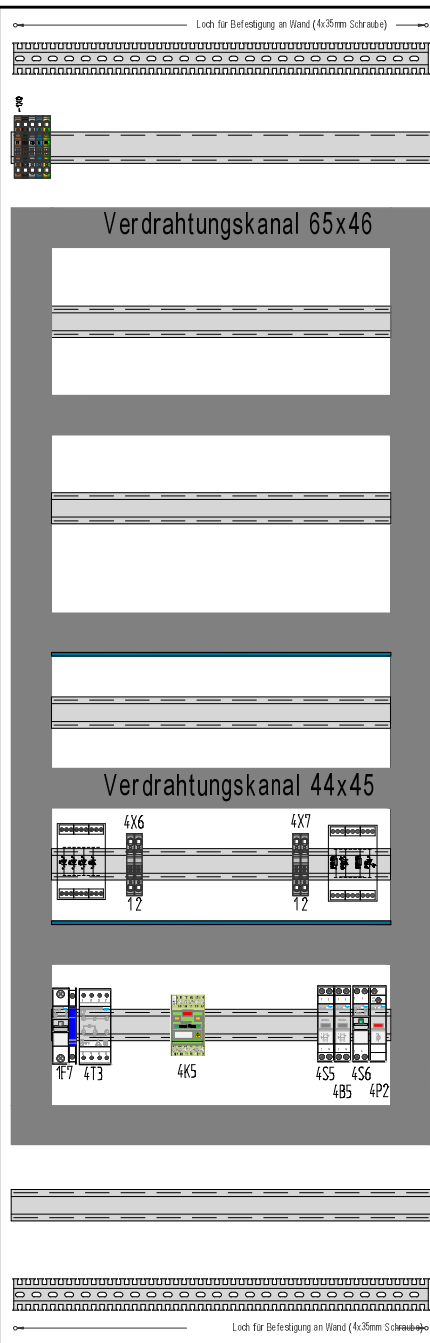 Loch für Befestigung an Wand (4x35mm Schraube)
Verdrahtungskanal 65x46
Verdrahtungskanal 44x45
4X6 4X7
12 12
1F7 4T3 4K5 4S5 4B5 4S6 4P2
Loch für Befestigung an Wand (4x35mm Schraube)